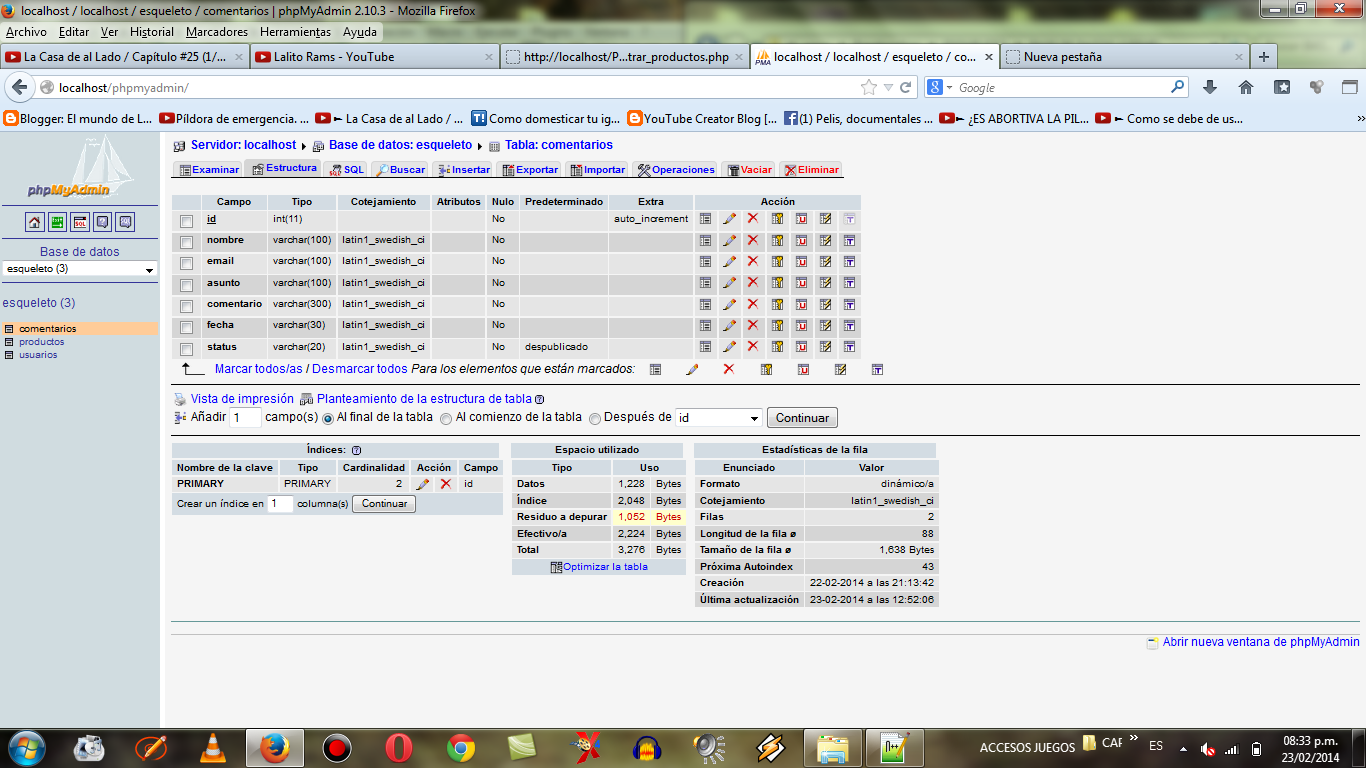 localhost / localhost / esqueleto / comentarios | phpMyAdmin 2.10.3 - Mozilla Firefox
Archivo Editar Ver Historial Marcadores Herramientas Ayuda
La Casa de al Lado / Capítulo #25 (1/...
Lalito Rams - YouTube
http://localhost/P...trar_productos.php
PMA localhost / localhost / esqueleto / co...
Nueva pestaña
localhost/phpmyadmin/
Google
Blogger: El mundo de L...
Píldora de emergencia. ...
► La Casa de al Lado / ...
T! Como domesticar tu ig...
YouTube Creator Blog [...
(1) Pelis, documentales ...
► ¿ES ABORTIVA LA PIL...
► Como se debe de us...
phpMyAdmin
Base de datos
esqueleto (3)
esqueleto (3)
comentarios
productos
usuarios
Servidor: localhost Base de datos: esqueleto Tabla: comentarios
Examinar Estructura SQL Buscar Insertar Exportar Importar Operaciones Vaciar Eliminar
Campo Tipo Cotejamiento Atributos Nulo Predeterminado Extra Acción
id int(11) No auto_increment
nombre varchar(100) latin1_swedish_ci No
email varchar(100) latin1_swedish_ci No
asunto varchar(100) latin1_swedish_ci No
comentario varchar(300) latin1_swedish_ci No
fecha varchar(30) latin1_swedish_ci No
status varchar(20) latin1_swedish_ci No despublicado
Marcar todos/as / Desmarcar todos Para los elementos que están marcados:
Vista de impresión Planteamiento de la estructura de tabla
Añadir 1 campo(s) Al final de la tabla Al comienzo de la tabla Después de id Continuar
Índices:
Nombre de la clave Tipo Cardinalidad Acción Campo
PRIMARY PRIMARY 2 id
Crear un índice en 1 columna(s) Continuar
Espacio utilizado
Tipo Uso
Datos 1,228 Bytes
Índice 2,048 Bytes
Residuo a depurar 1,052 Bytes
Efectivo/a 2,224 Bytes
Total 3,276 Bytes
Optimizar la tabla
Estadísticas de la fila
Enunciado Valor
Formato dinámico/a
Cotejamiento latin1_swedish_ci
Filas 2
Longitud de la fila ø 88
Tamaño de la fila ø 1,638 Bytes
Próxima Autoindex 43
Creación 22-02-2014 a las 21:13:42
Última actualización 23-02-2014 a las 12:52:06
Abrir nueva ventana de phpMyAdmin
ACCESOS JUEGOS
CAF
ES
08:33 p.m.
23/02/2014